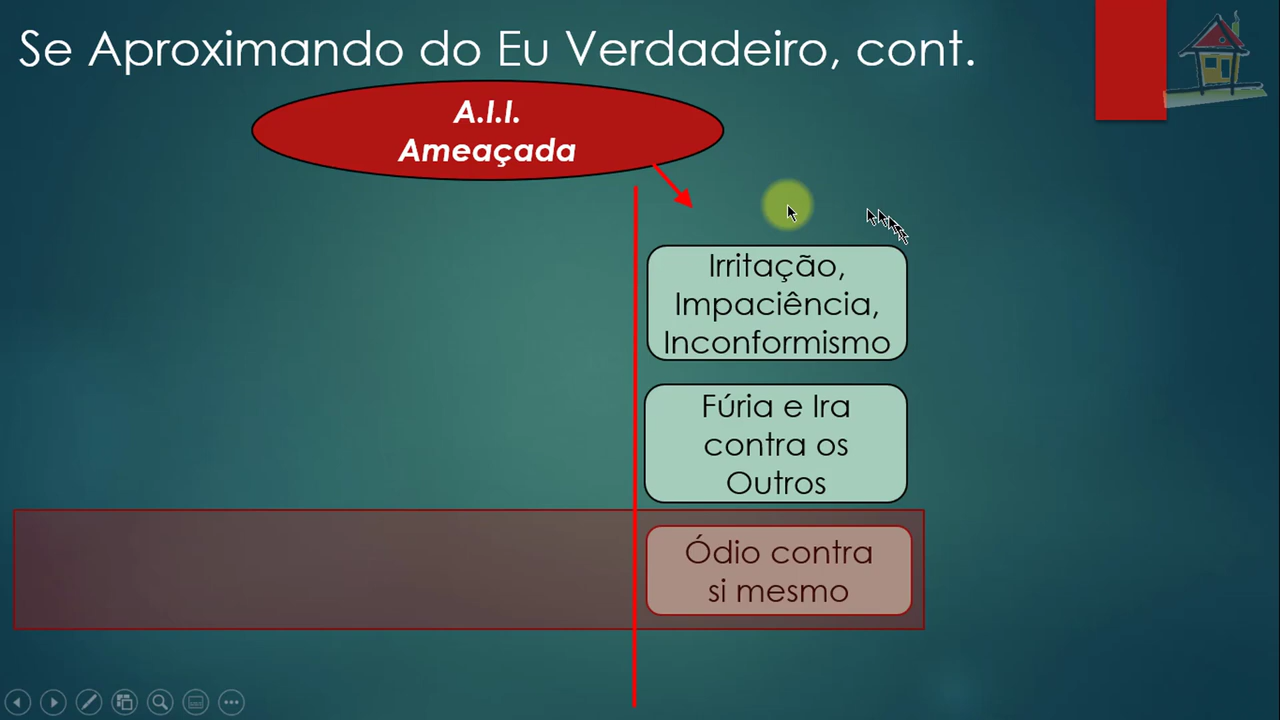 Se Aproximando do Eu Verdadeiro, cont.
A.I.I.
Ameaçada
Irritação,
Impaciência,
Inconformismo
Fúria e Ira
contra os
Outros
Ódio contra
si mesmo